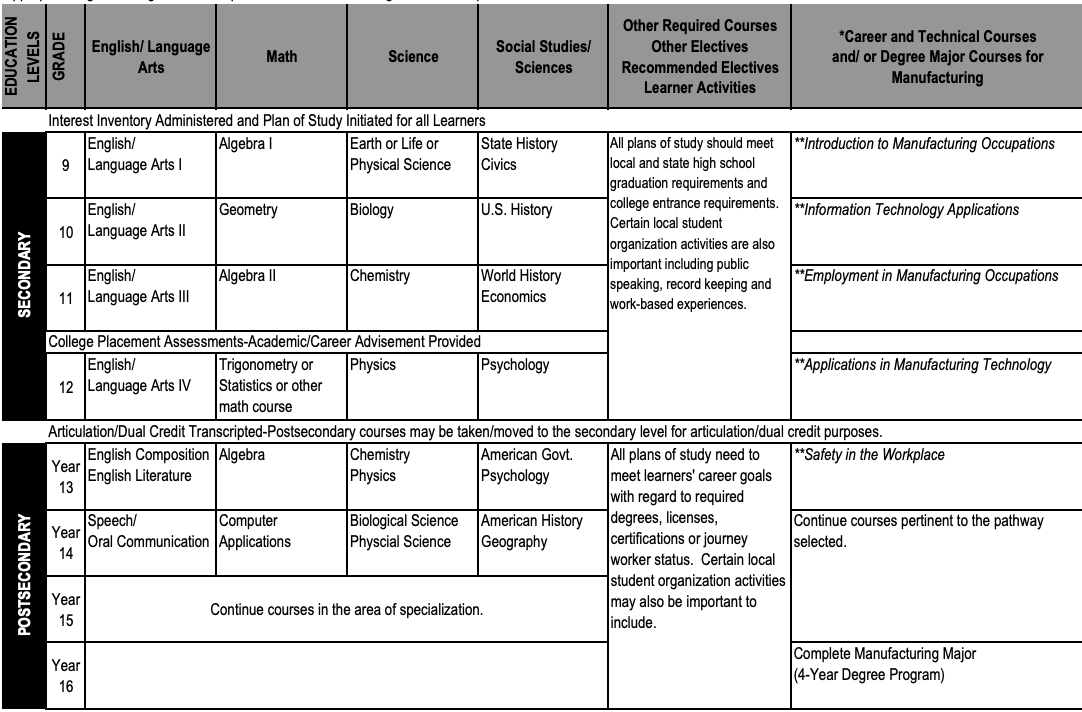 EDUCATION
LEVELS
GRADE
English/ Language
Arts
Math
Science
Social Studies/
Sciences
Other Required Courses
Other Electives
Recommended Electives
Learner Activities
*Career and Technical Courses
and/ or Degree Major Courses for
Manufacturing
Interest Inventory Administered and Plan of Study Initiated for all Learners
SECONDARY
9
English/
Language Arts I
Algebra I
Earth or Life or
Physical Science
State History
Civics
All plans of study should meet
local and state high school
graduation requirements and
college entrance requirements.
Certain local student
organization activities are also
important including public
speaking, record keeping and
work-based experiences.
**Introduction to Manufacturing Occupations
10
English/
Language Arts II
Geometry
Biology
U.S. History
**Information Technology Applications
11
English/
Language Arts III
Algebra II
Chemistry
World History
Economics
**Employment in Manufacturing Occupations
College Placement Assessments-Academic/Career Advisement Provided
12
English/
Language Arts IV
Trigonometry or
Statistics or other
math course
Physics
Psychology
**Applications in Manufacturing Technology
Articulation/Dual Credit Transcripted-Postsecondary courses may be taken/moved to the secondary level for articulation/dual credit purposes.
POSTSECONDARY
Year
13
English Composition
English Literature
Algebra
Chemistry
Physics
American Govt.
Psychology
All plans of study need to
meet learners' career goals
with regard to required
degrees, licenses,
certifications or journey
worker status.  Certain local
student organization activities
may also be important to
include.
**Safety in the Workplace
Year
14
Speech/
Oral Communication
Computer
Applications
Biological Science
Physcial Science
American History
Geography
Continue courses pertinent to the pathway
selected.
Year
15
Continue courses in the area of specialization.
Year
16
Complete Manufacturing Major
(4-Year Degree Program)